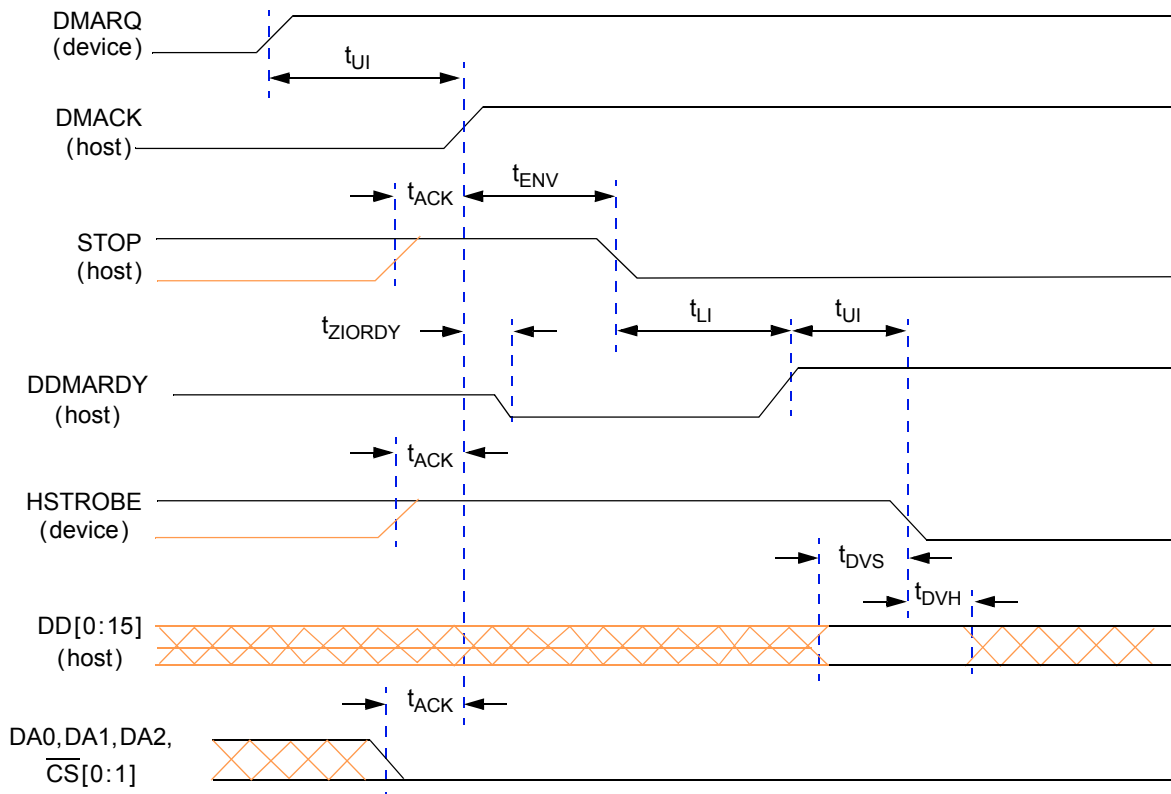 DMARQ
(device)
tUI
DMACK
(host)
tACK
tENV
STOP
(host)
tZIORDY
tLI
tUI
DDMARDY
(host)
tACK
HSTROBE
(device)
tDVS
tDVH
DD[0:15]
(host)
tACK
DA0,DA1,DA2,
C̅S̅[0:1]